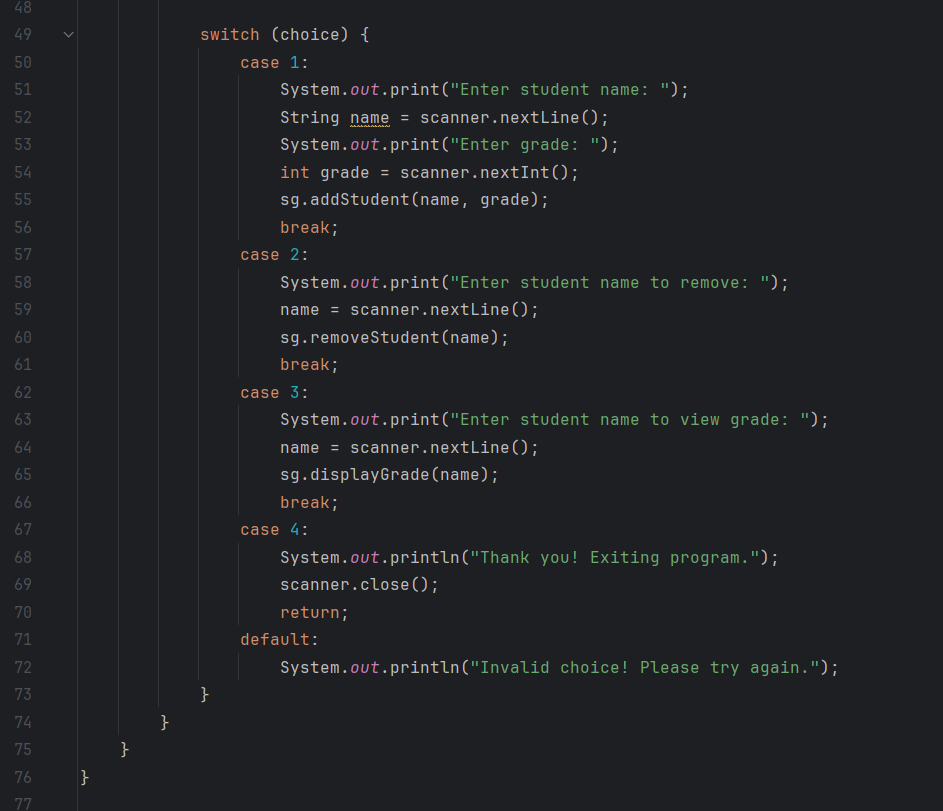 48
49 switch (choice) {
50 case 1:
51 System.out.print("Enter student name: ");
52 String name = scanner.nextLine();
53 System.out.print("Enter grade: ");
54 int grade = scanner.nextInt();
55 sg.addStudent(name, grade);
56 break;
57 case 2:
58 System.out.print("Enter student name to remove: ");
59 name = scanner.nextLine();
60 sg.removeStudent(name);
61 break;
62 case 3:
63 System.out.print("Enter student name to view grade: ");
64 name = scanner.nextLine();
65 sg.displayGrade(name);
66 break;
67 case 4:
68 System.out.println("Thank you! Exiting program.");
69 scanner.close();
70 return;
71 default:
72 System.out.println("Invalid choice! Please try again.");
73 }
74 }
75 }
76 }
77